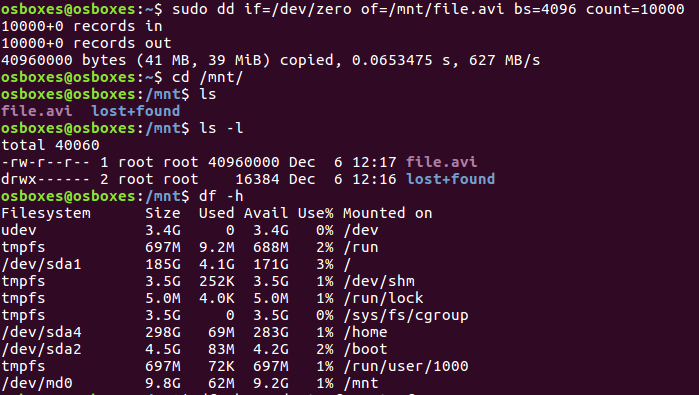 osboxes@osboxes:~$ sudo dd if=/dev/zero of=/mnt/file.avi bs=4096 count=10000
10000+0 records in
10000+0 records out
40960000 bytes (41 MB, 39 MiB) copied, 0.0653475 s, 627 MB/s
osboxes@osboxes:~$ cd /mnt/
osboxes@osboxes:/mnt$ ls
file.avi  lost+found
osboxes@osboxes:/mnt$ ls -l
total 40060
-rw-r--r-- 1 root root 40960000 Dec  6 12:17 file.avi
drwx------ 2 root root    16384 Dec  6 12:16 lost+found
osboxes@osboxes:/mnt$ df -h
Filesystem      Size  Used Avail Use% Mounted on
udev            3.4G     0  3.4G   0% /dev
tmpfs           697M  9.2M  688M   2% /run
/dev/sda1       185G  4.1G  171G   3% /
tmpfs           3.5G  252K  3.5G   1% /dev/shm
tmpfs           5.0M  4.0K  5.0M   1% /run/lock
tmpfs           3.5G     0  3.5G   0% /sys/fs/cgroup
/dev/sda4       298G   69M  283G   1% /home
/dev/sda2       4.5G   83M  4.2G   2% /boot
tmpfs           697M   72K  697M   1% /run/user/1000
/dev/md0        9.8G   62M  9.2G   1% /mnt